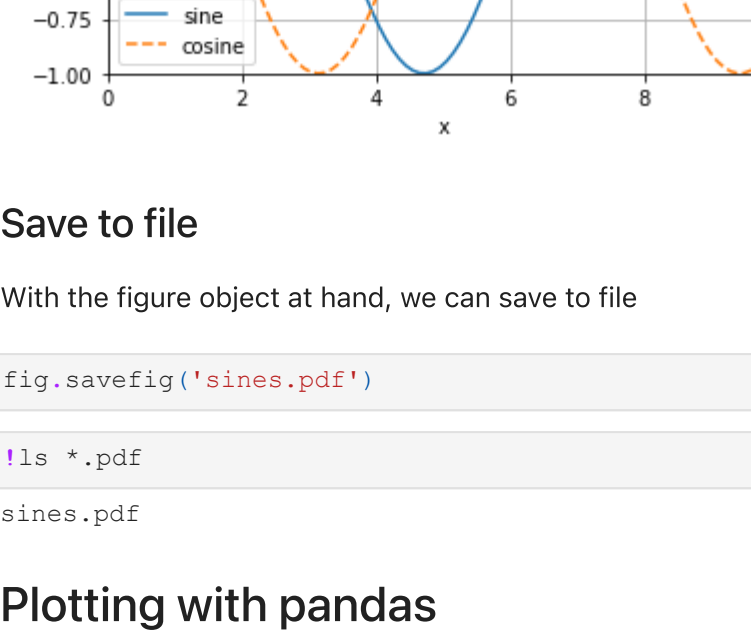 −0.75
sine
cosine
−1.00
0 2 4 6 8
x
Save to file
With the figure object at hand, we can save to file
fig.savefig('sines.pdf')
!ls *.pdf
sines.pdf
Plotting with pandas